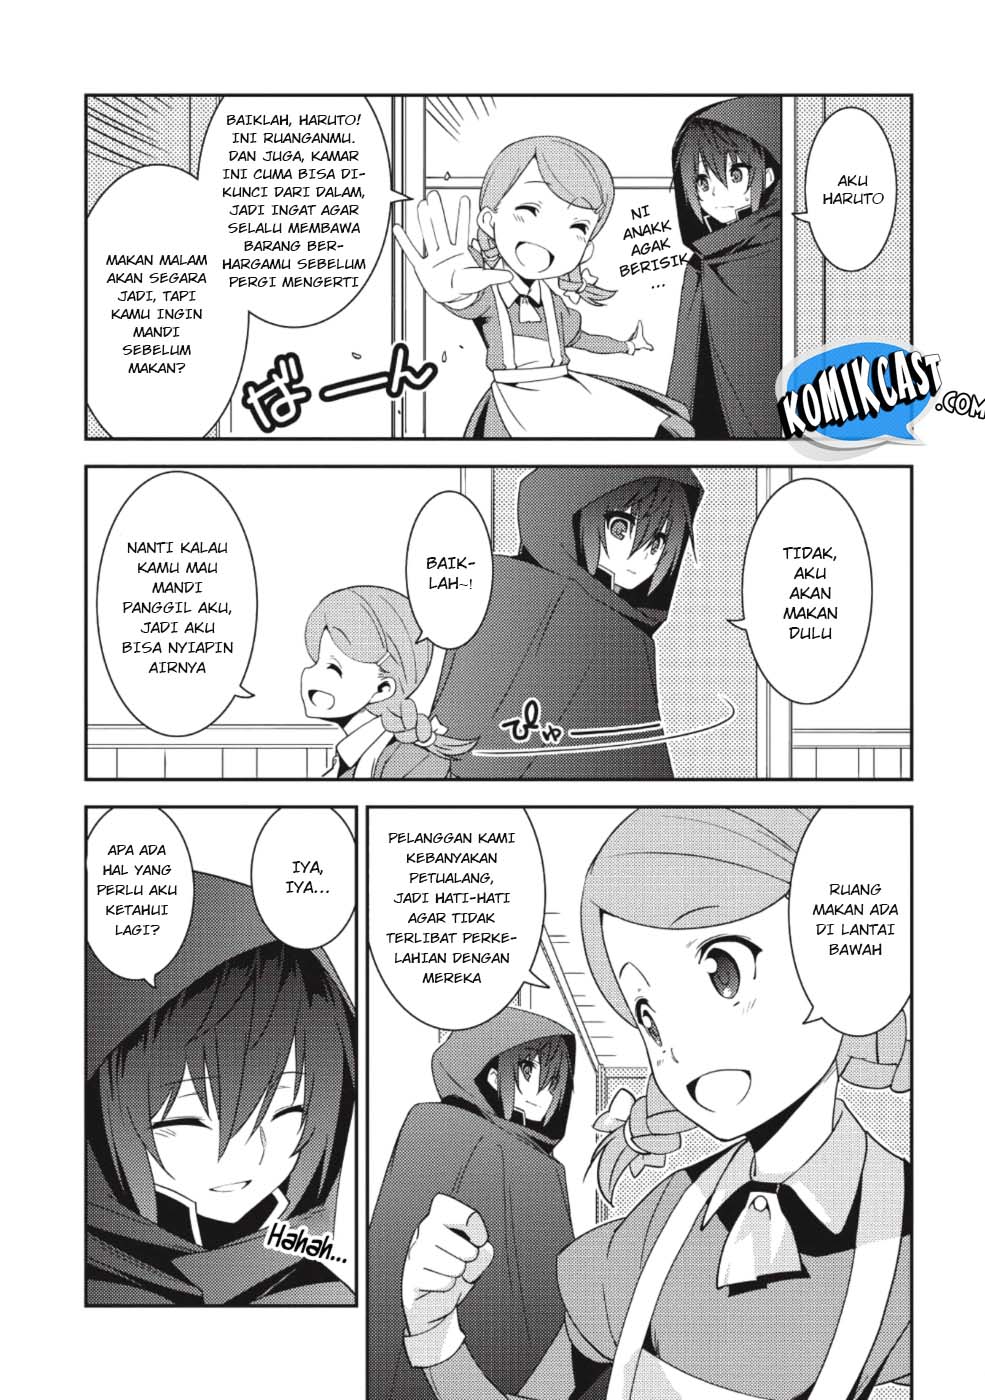 AKU
HARUTO
BAIKLAH, HARUTO!
INI RUANGANMU.
DAN JUGA, KAMAR
INI CUMA BISA DI-
KUNCI DARI DALAM,
JADI INGAT AGAR
SELALU MEMBAWA
BARANG BER-
HARGAMU SEBELUM
PERGI MENGERTI
NI
ANAKK
AGAK
BERISIK
...
MAKAN MALAM
AKAN SEGARA
JADI, TAPI
KAMU INGIN
MANDI
SEBELUM
MAKAN?
ばーん
KOMIKCAST
.COM
TIDAK,
AKU
AKAN
MAKAN
DULU
BAIK-
LAH~!
NANTI KALAU
KAMU MAU
MANDI
PANGGIL AKU,
JADI AKU
BISA NYIAPIN
AIRNYA
ぴゅー
RUANG
MAKAN ADA
DI LANTAI
BAWAH
PELANGGAN KAMI
KEBANYAKAN
PETUALANG,
JADI HATI-HATI
AGAR TIDAK
TERLIBAT PERKE-
LAHIAN DENGAN
MEREKA
IYA,
IYA...
APA ADA
HAL YANG
PERLU AKU
KETAHUI
LAGI?
Hahah...